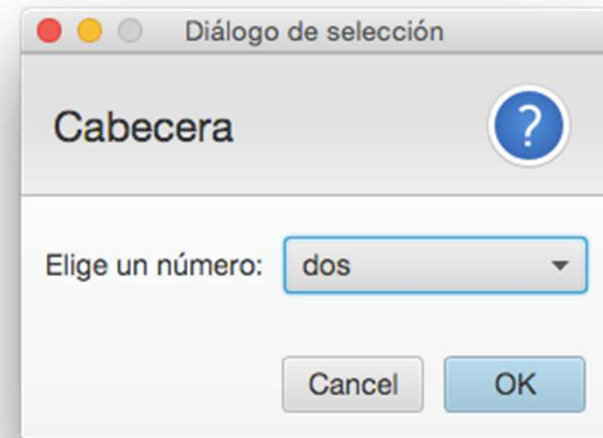 Diálogo de selección
Cabecera
?
Elige un número: dos
Cancel OK